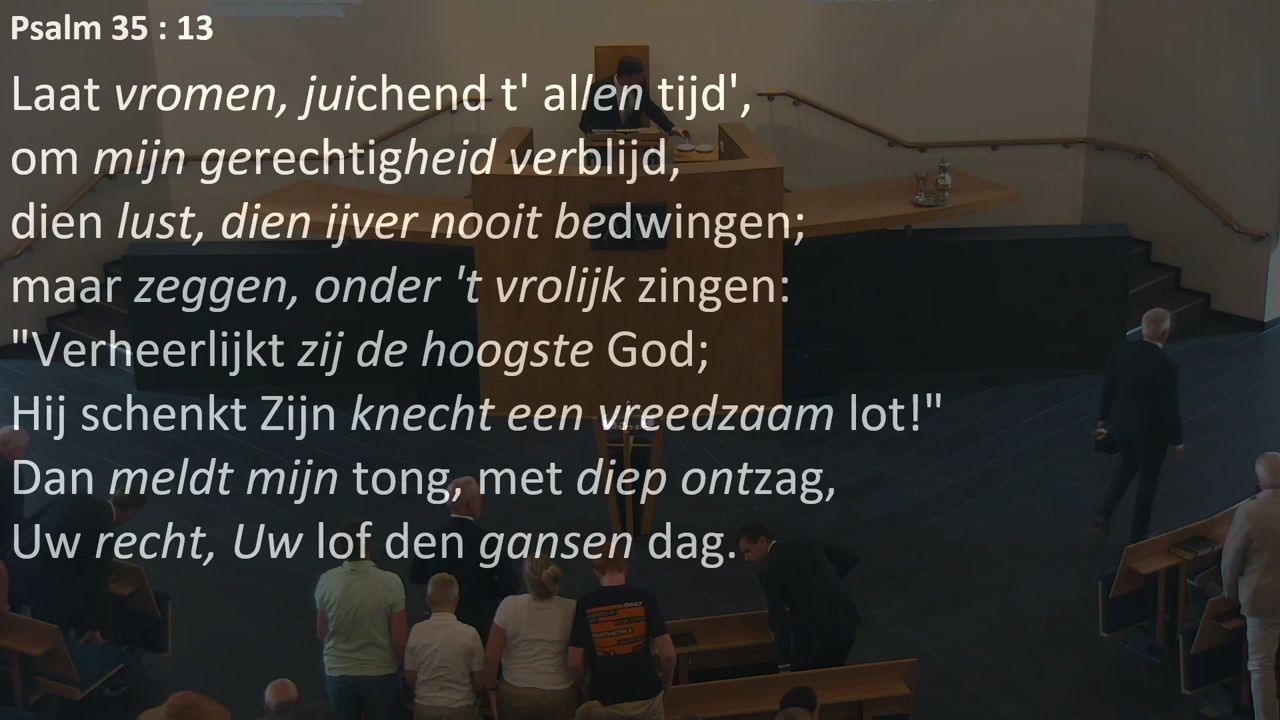 Psalm 35 : 13
Laat vromen, juichend t' allen tijd',
om mijn gerechtigheid verblijd,
dien lust, dien ijver nooit bedwingen;
maar zeggen, onder 't vrolijk zingen:
"Verheerlijkt zij de hoogste God;
Hij schenkt Zijn knecht een vreedzaam lot!"
Dan meldt mijn tong, met diep ontzag,
Uw recht, Uw lof den gansen dag.
DAILY